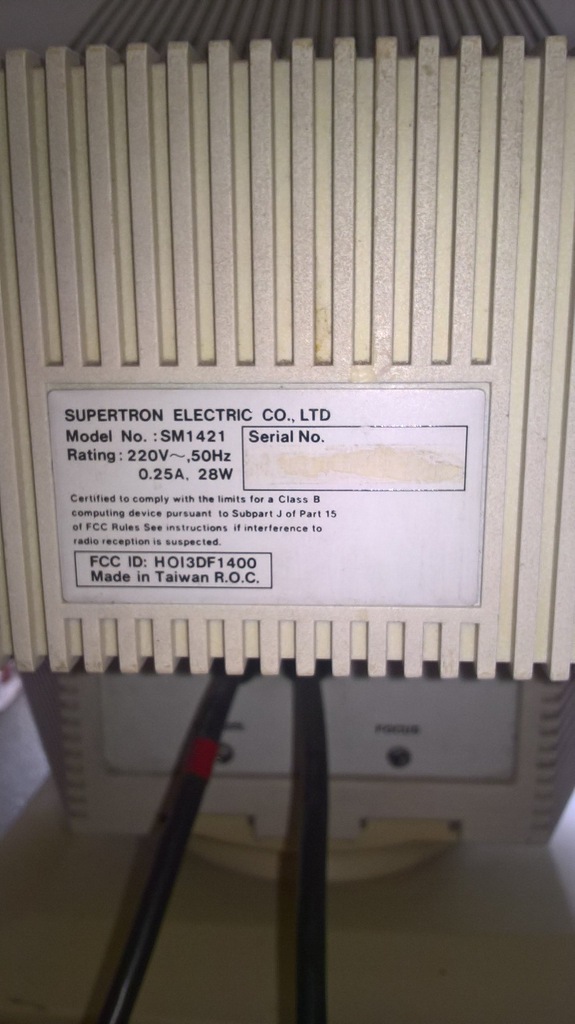 SUPERTRON ELECTRIC CO., LTD
Model No. : SM1421
Serial No.
Rating : 220V~,50Hz
0.25A, 28W
Certified to comply with the limits for a Class B
computing device pursuant to Subpart J of Part 15
of FCC Rules See instructions if interference to
radio reception is suspected.
FCC ID: HOI3DF1400
Made in Taiwan R.O.C.
FOCUS